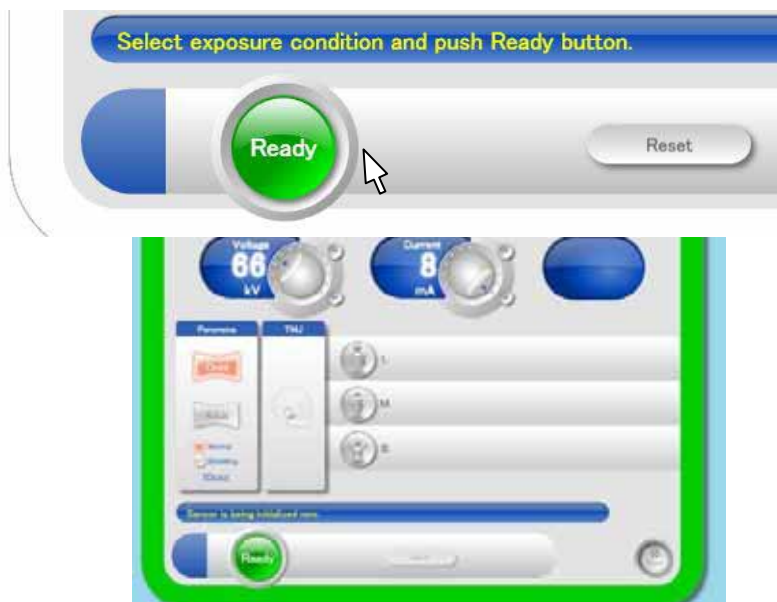 Select exposure condition and push Ready button.
Ready
Reset
Voltage
66
kV
Current
8
mA
Panorama
TMJ
L
M
S
Sensor is being initialized now.
Ready